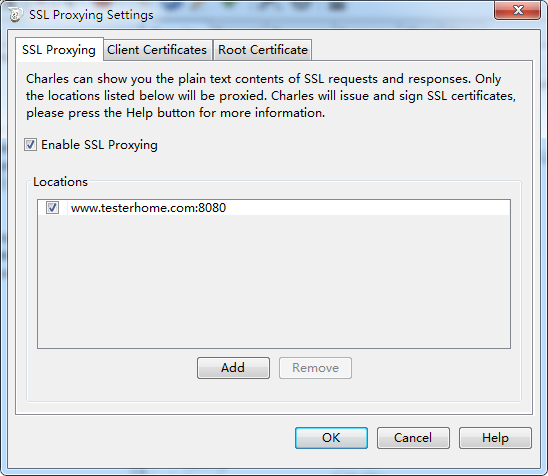 SSL Proxying Settings
SSL Proxying Client Certificates Root Certificate
Charles can show you the plain text contents of SSL requests and responses. Only
the locations listed below will be proxied. Charles will issue and sign SSL certificates,
please press the Help button for more information.
Enable SSL Proxying
Locations
www.testerhome.com:8080
Add Remove
OK Cancel Help